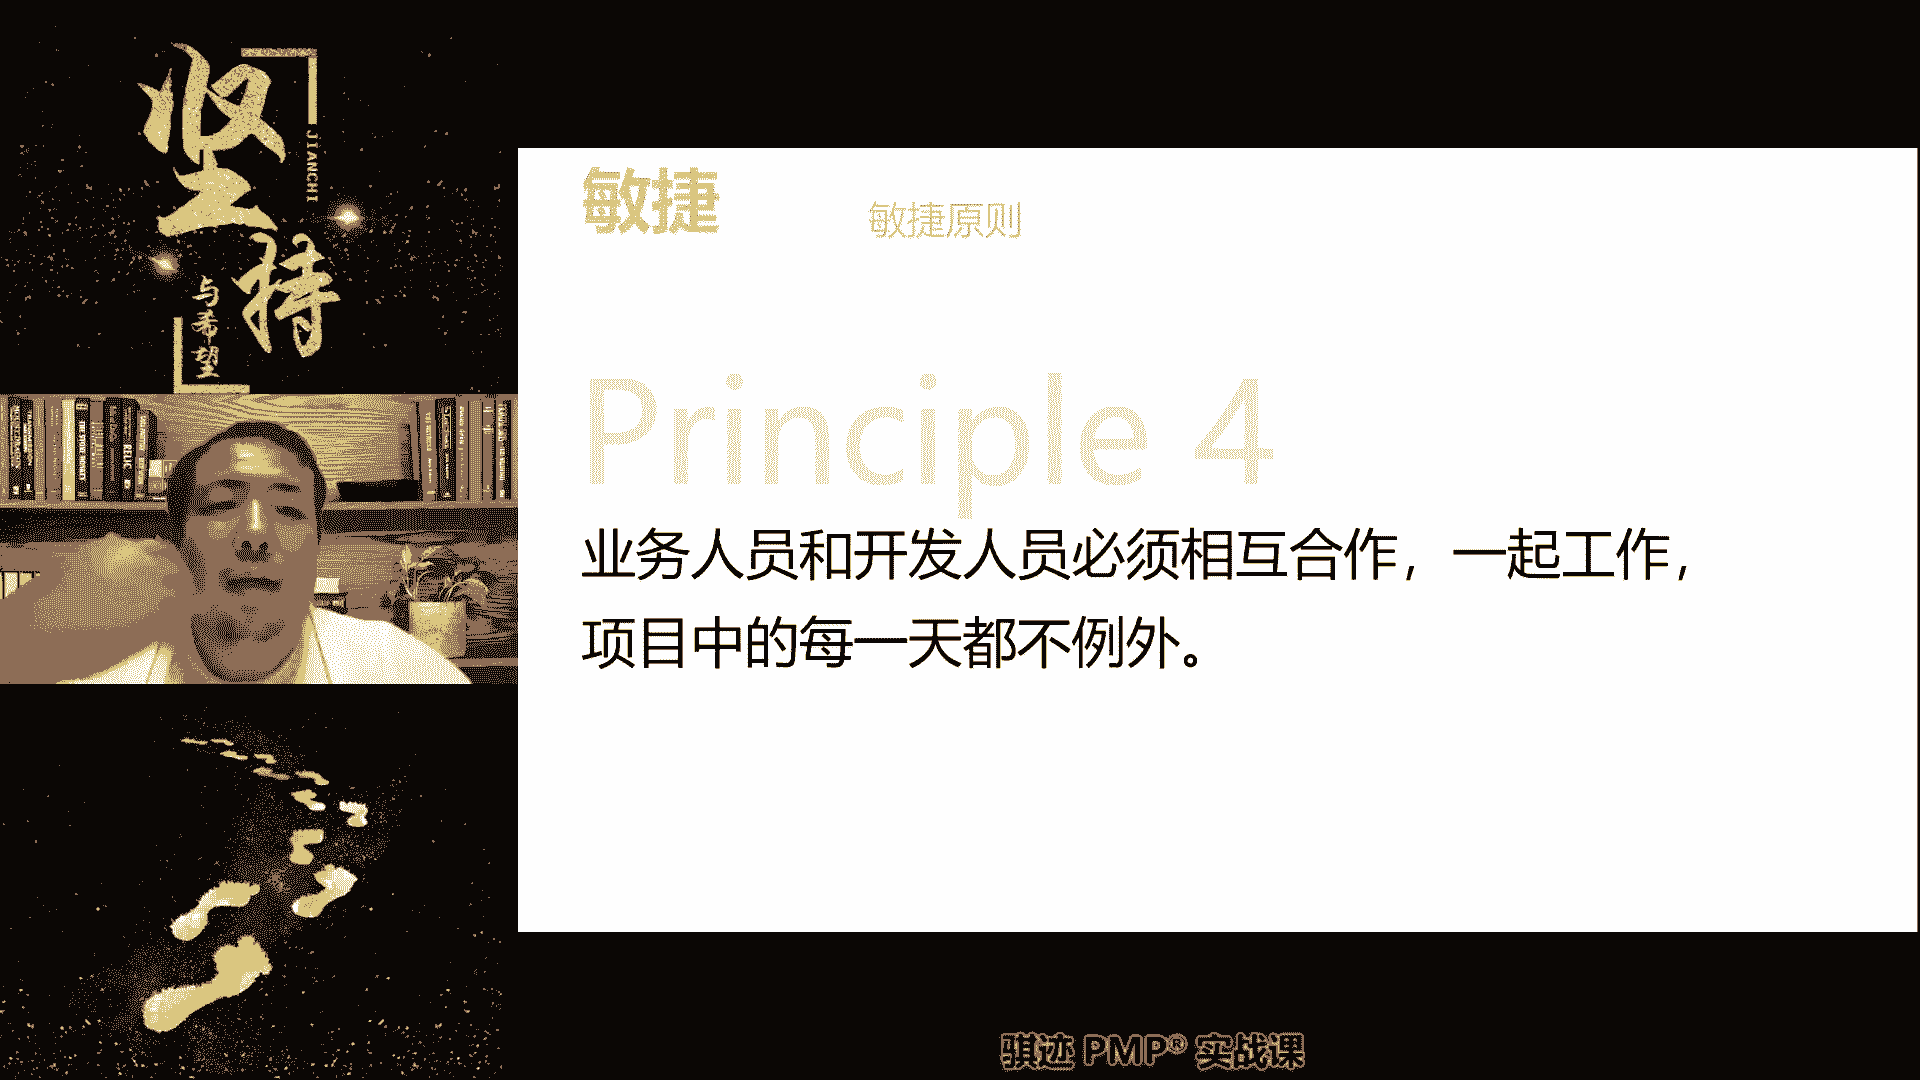 坚持
JIANCHI
与希望
敏捷
敏捷原则
Principle 4
业务人员和开发人员必须相互合作，一起工作，
项目中的每一天都不例外。
骐迹 PMP® 实战课